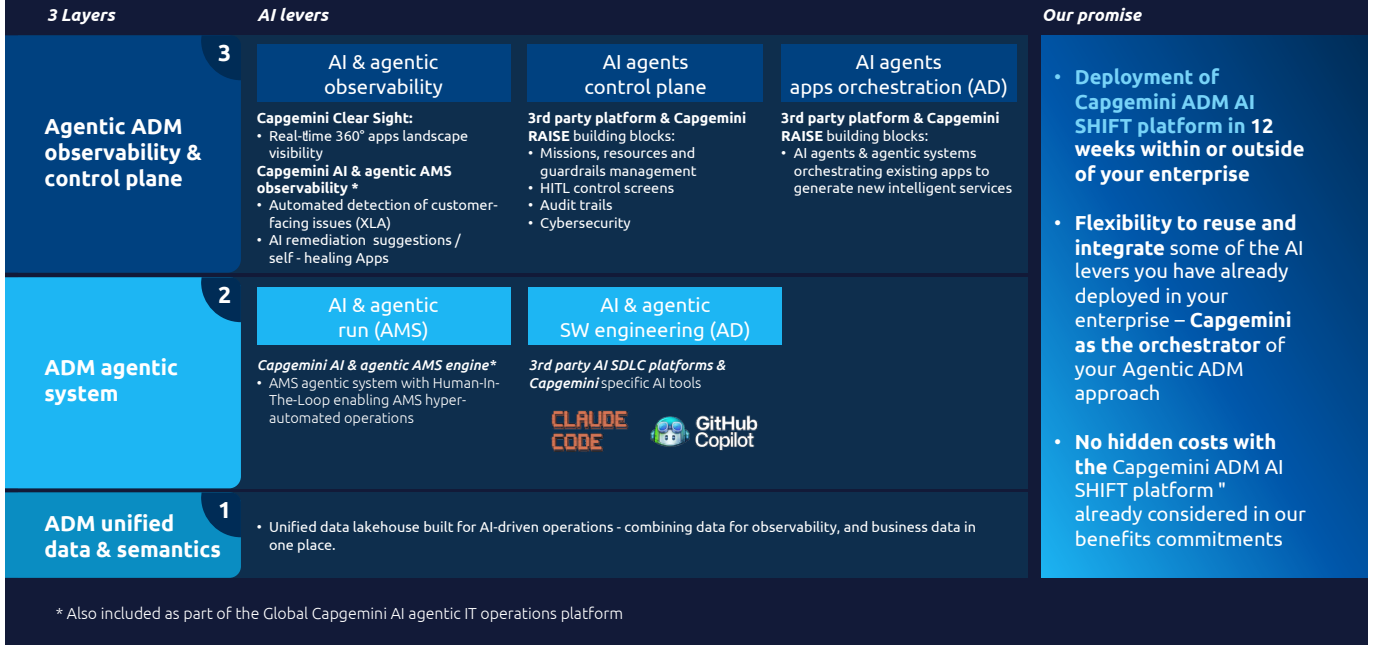 3 Layers
AI levers
Our promise
3
Agentic ADM
observability &
control plane
AI & agentic
observability
Capgemini Clear Sight:
• Real-time 360° apps landscape
visibility
Capgemini AI & agentic AMS
observability *
• Automated detection of customer-
facing issues (XLA)
• AI remediation suggestions /
self - healing Apps
AI agents
control plane
3rd party platform & Capgemini
RAISE building blocks:
• Missions, resources and
guardrails management
• HITL control screens
• Audit trails
• Cybersecurity
AI agents
apps orchestration (AD)
3rd party platform & Capgemini
RAISE building blocks:
• AI agents & agentic systems
orchestrating existing apps to
generate new intelligent services
2
ADM agentic
system
AI & agentic
run (AMS)
Capgemini AI & agentic AMS engine*
• AMS agentic system with Human-In-
The-Loop enabling AMS hyper-
automated operations
AI & agentic
SW engineering (AD)
3rd party AI SDLC platforms &
Capgemini specific AI tools
CLAUDE
CODE
GitHub
Copilot
1
ADM unified
data & semantics
• Unified data lakehouse built for AI-driven operations - combining data for observability, and business data in
one place.
• Deployment of
Capgemini ADM AI
SHIFT platform in 12
weeks within or outside
of your enterprise
• Flexibility to reuse and
integrate some of the AI
levers you have already
deployed in your
enterprise – Capgemini
as the orchestrator of
your Agentic ADM
approach
• No hidden costs with
the Capgemini ADM AI
SHIFT platform "
already considered in our
benefits commitments
* Also included as part of the Global Capgemini AI agentic IT operations platform